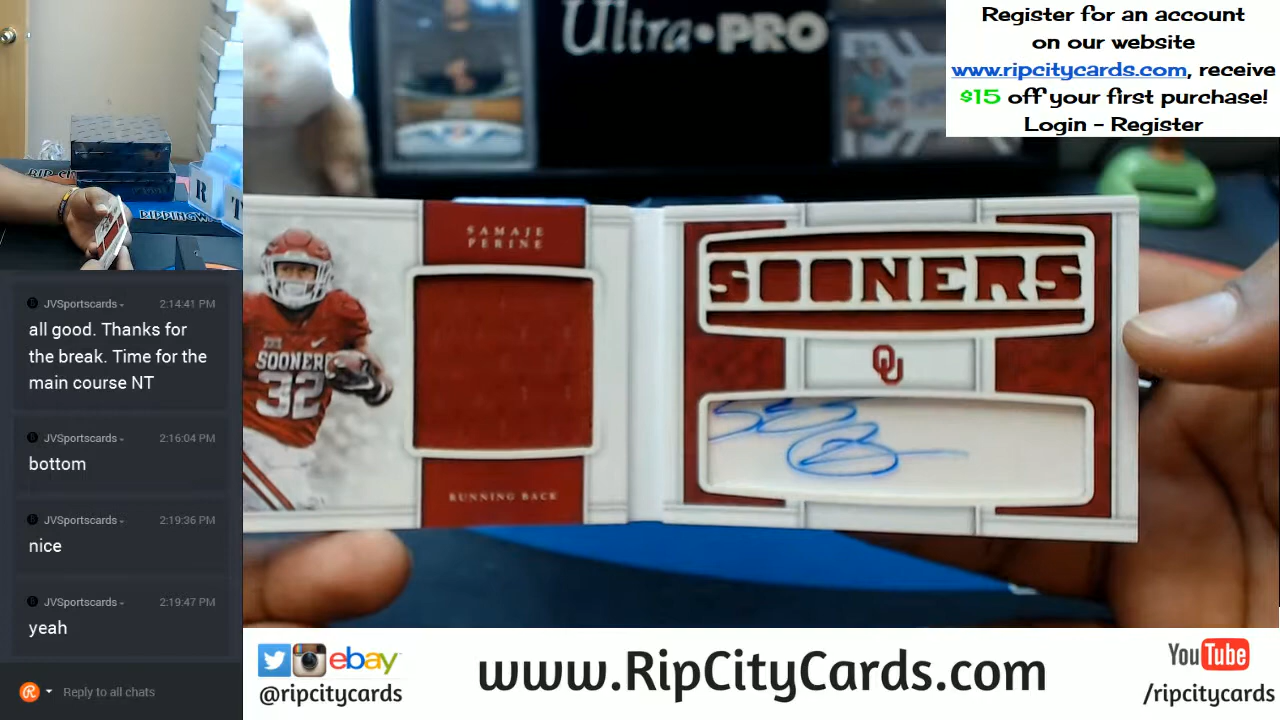 Register for an account
on our website
www.ripcitycards.com, receive
$15 off your first purchase!
Login - Register
Ultra•PRO
RIPPINGW
R
T
JVSportscards
2:14:41 PM
all good. Thanks for
the break. Time for the
main course NT
JVSportscards
2:16:04 PM
bottom
JVSportscards
2:19:36 PM
nice
JVSportscards
2:19:47 PM
yeah
Reply to all chats
SAMAJE
PERINE
SOONERS
32
RUNNING BACK
SOONERS
OU
ebay
@ripcitycards
www.RipCityCards.com
YouTube
/ripcitycards